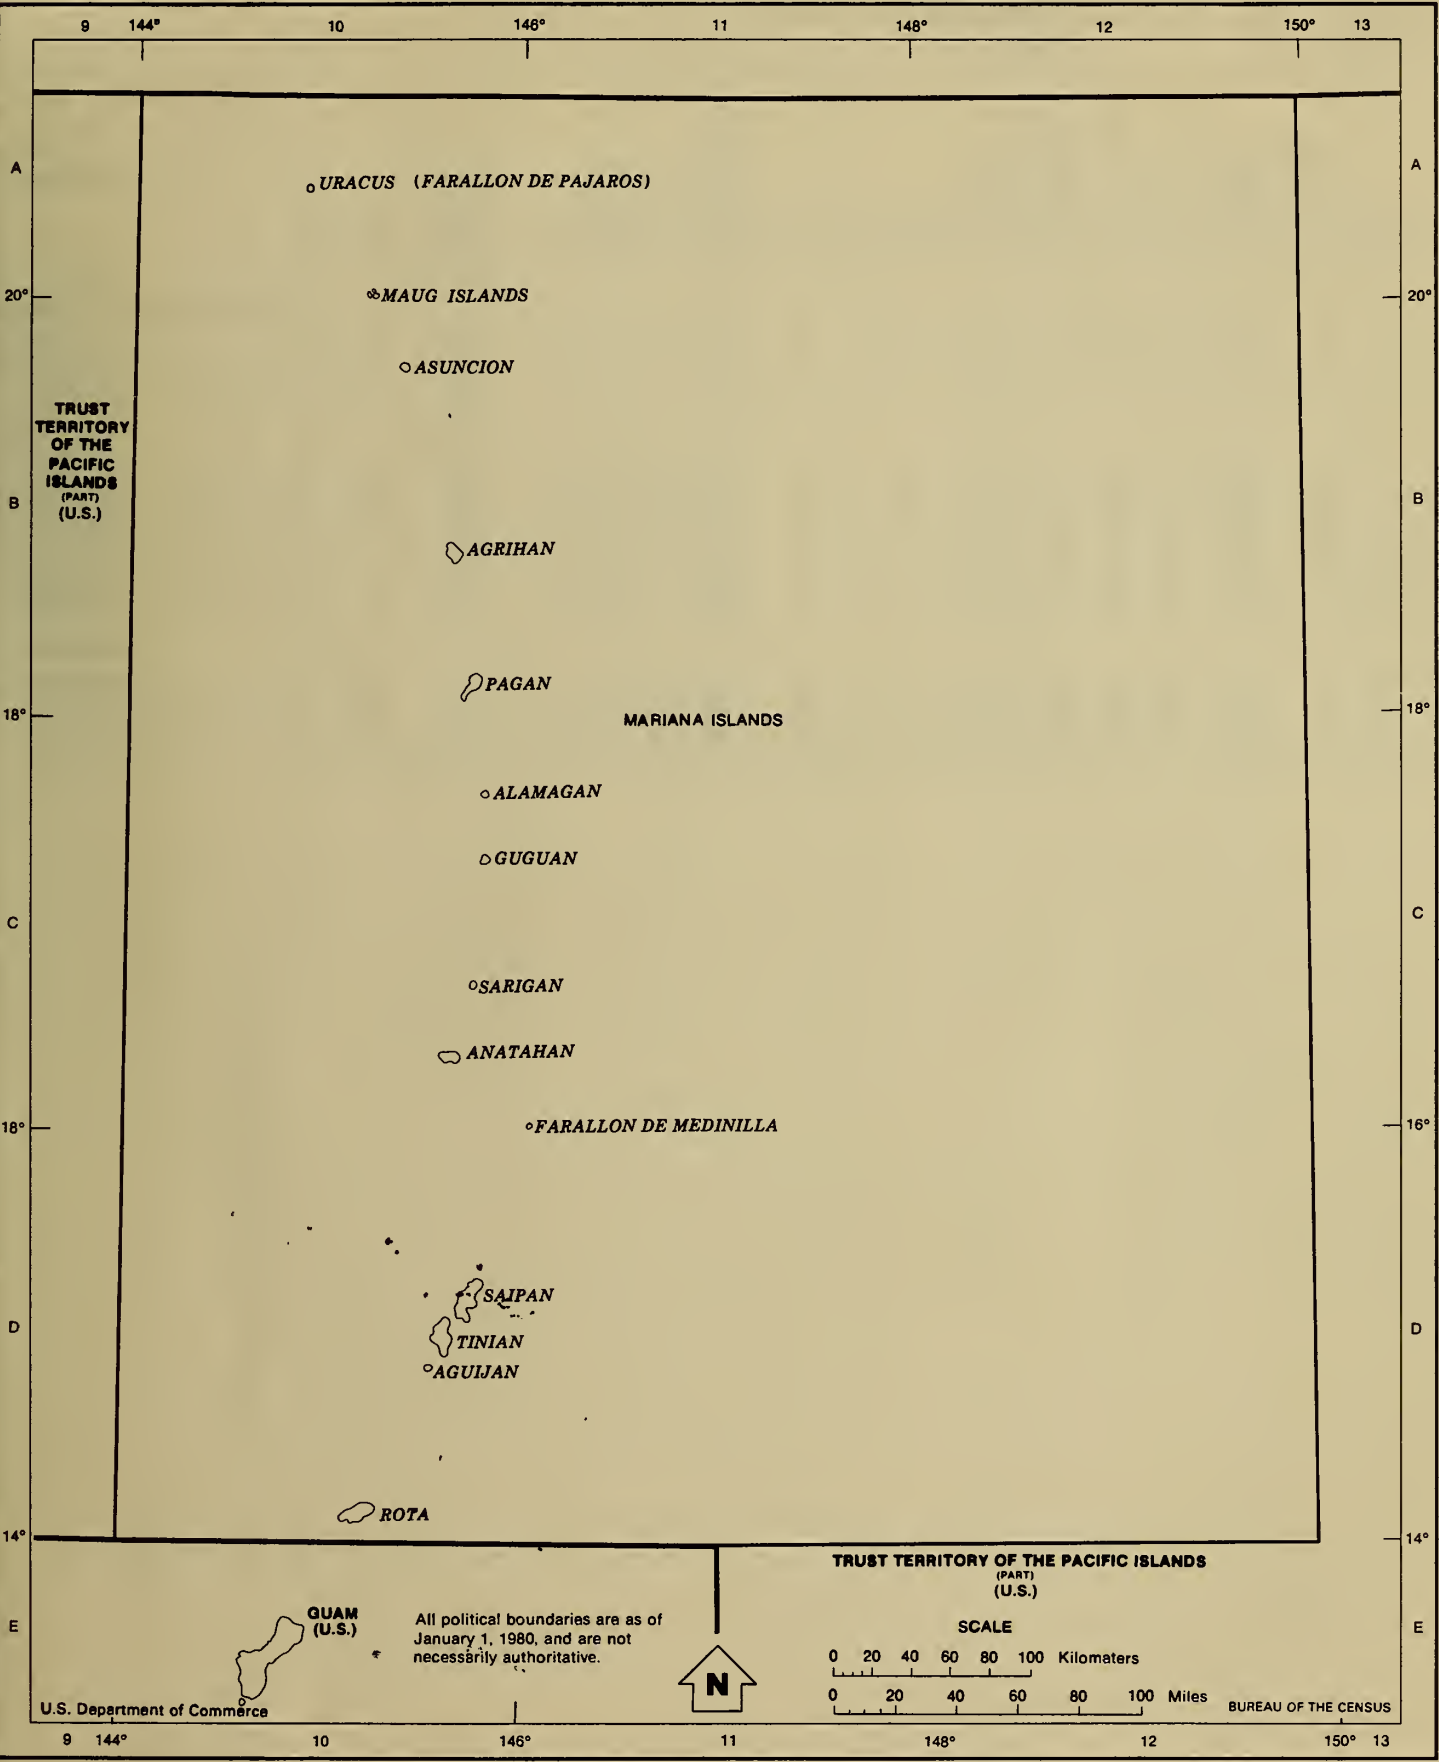 9 144° 10 146° 11 148° 12 150° 13
A A
URACUS (FARALLON DE PAJAROS)
20° MAUG ISLANDS 20°
ASUNCION
TRUST
TERRITORY
OF THE
PACIFIC
ISLANDS
(PART)
(U.S.)
B B
AGRIHAN
PAGAN
18° MARIANA ISLANDS 18°
ALAMAGAN
GUGUAN
C C
SARIGAN
ANATAHAN
18° FARALLON DE MEDINILLA 16°
SAIPAN
D D
TINIAN
AGUIJAN
ROTA
14° 14°
TRUST TERRITORY OF THE PACIFIC ISLANDS
(PART)
(U.S.)
E E
GUAM
(U.S.)
All political boundaries are as of
January 1, 1980, and are not
necessarily authoritative.
N
SCALE
0 20 40 60 80 100 Kilomaters
0 20 40 60 80 100 Miles
U.S. Department of Commerce
BUREAU OF THE CENSUS
9 144° 10 146° 11 148° 12 150° 13